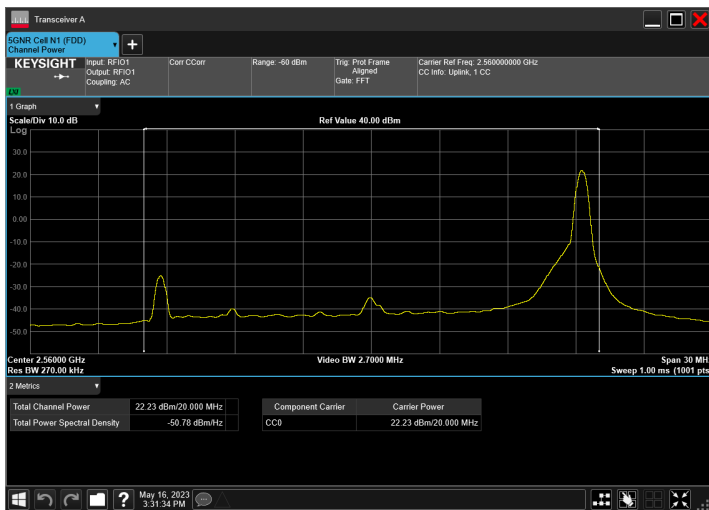 Transceiver A
5GNR Cell N1 (FDD)
Channel Power
KEYSIGHT
LXI
Input: RFIO1
Output: RFIO1
Coupling: AC
Corr CCorr
Range: -60 dBm
Trig: Prot Frame
Aligned
Gate: FFT
Carrier Ref Freq: 2.560000000 GHz
CC Info: Uplink, 1 CC
1 Graph
Scale/Div 10.0 dB
Ref Value 40.00 dBm
Log
30.0
20.0
10.0
0.00
-10.0
-20.0
-30.0
-40.0
-50.0
Center 2.56000 GHz
Video BW 2.7000 MHz
Span 30 MH
Res BW 270.00 kHz
Sweep 1.00 ms (1001 pts
2 Metrics
Total Channel Power 22.23 dBm/20.000 MHz
Total Power Spectral Density -50.78 dBm/Hz
Component Carrier Carrier Power
CC0 22.23 dBm/20.000 MHz
May 16, 2023
3:31:34 PM